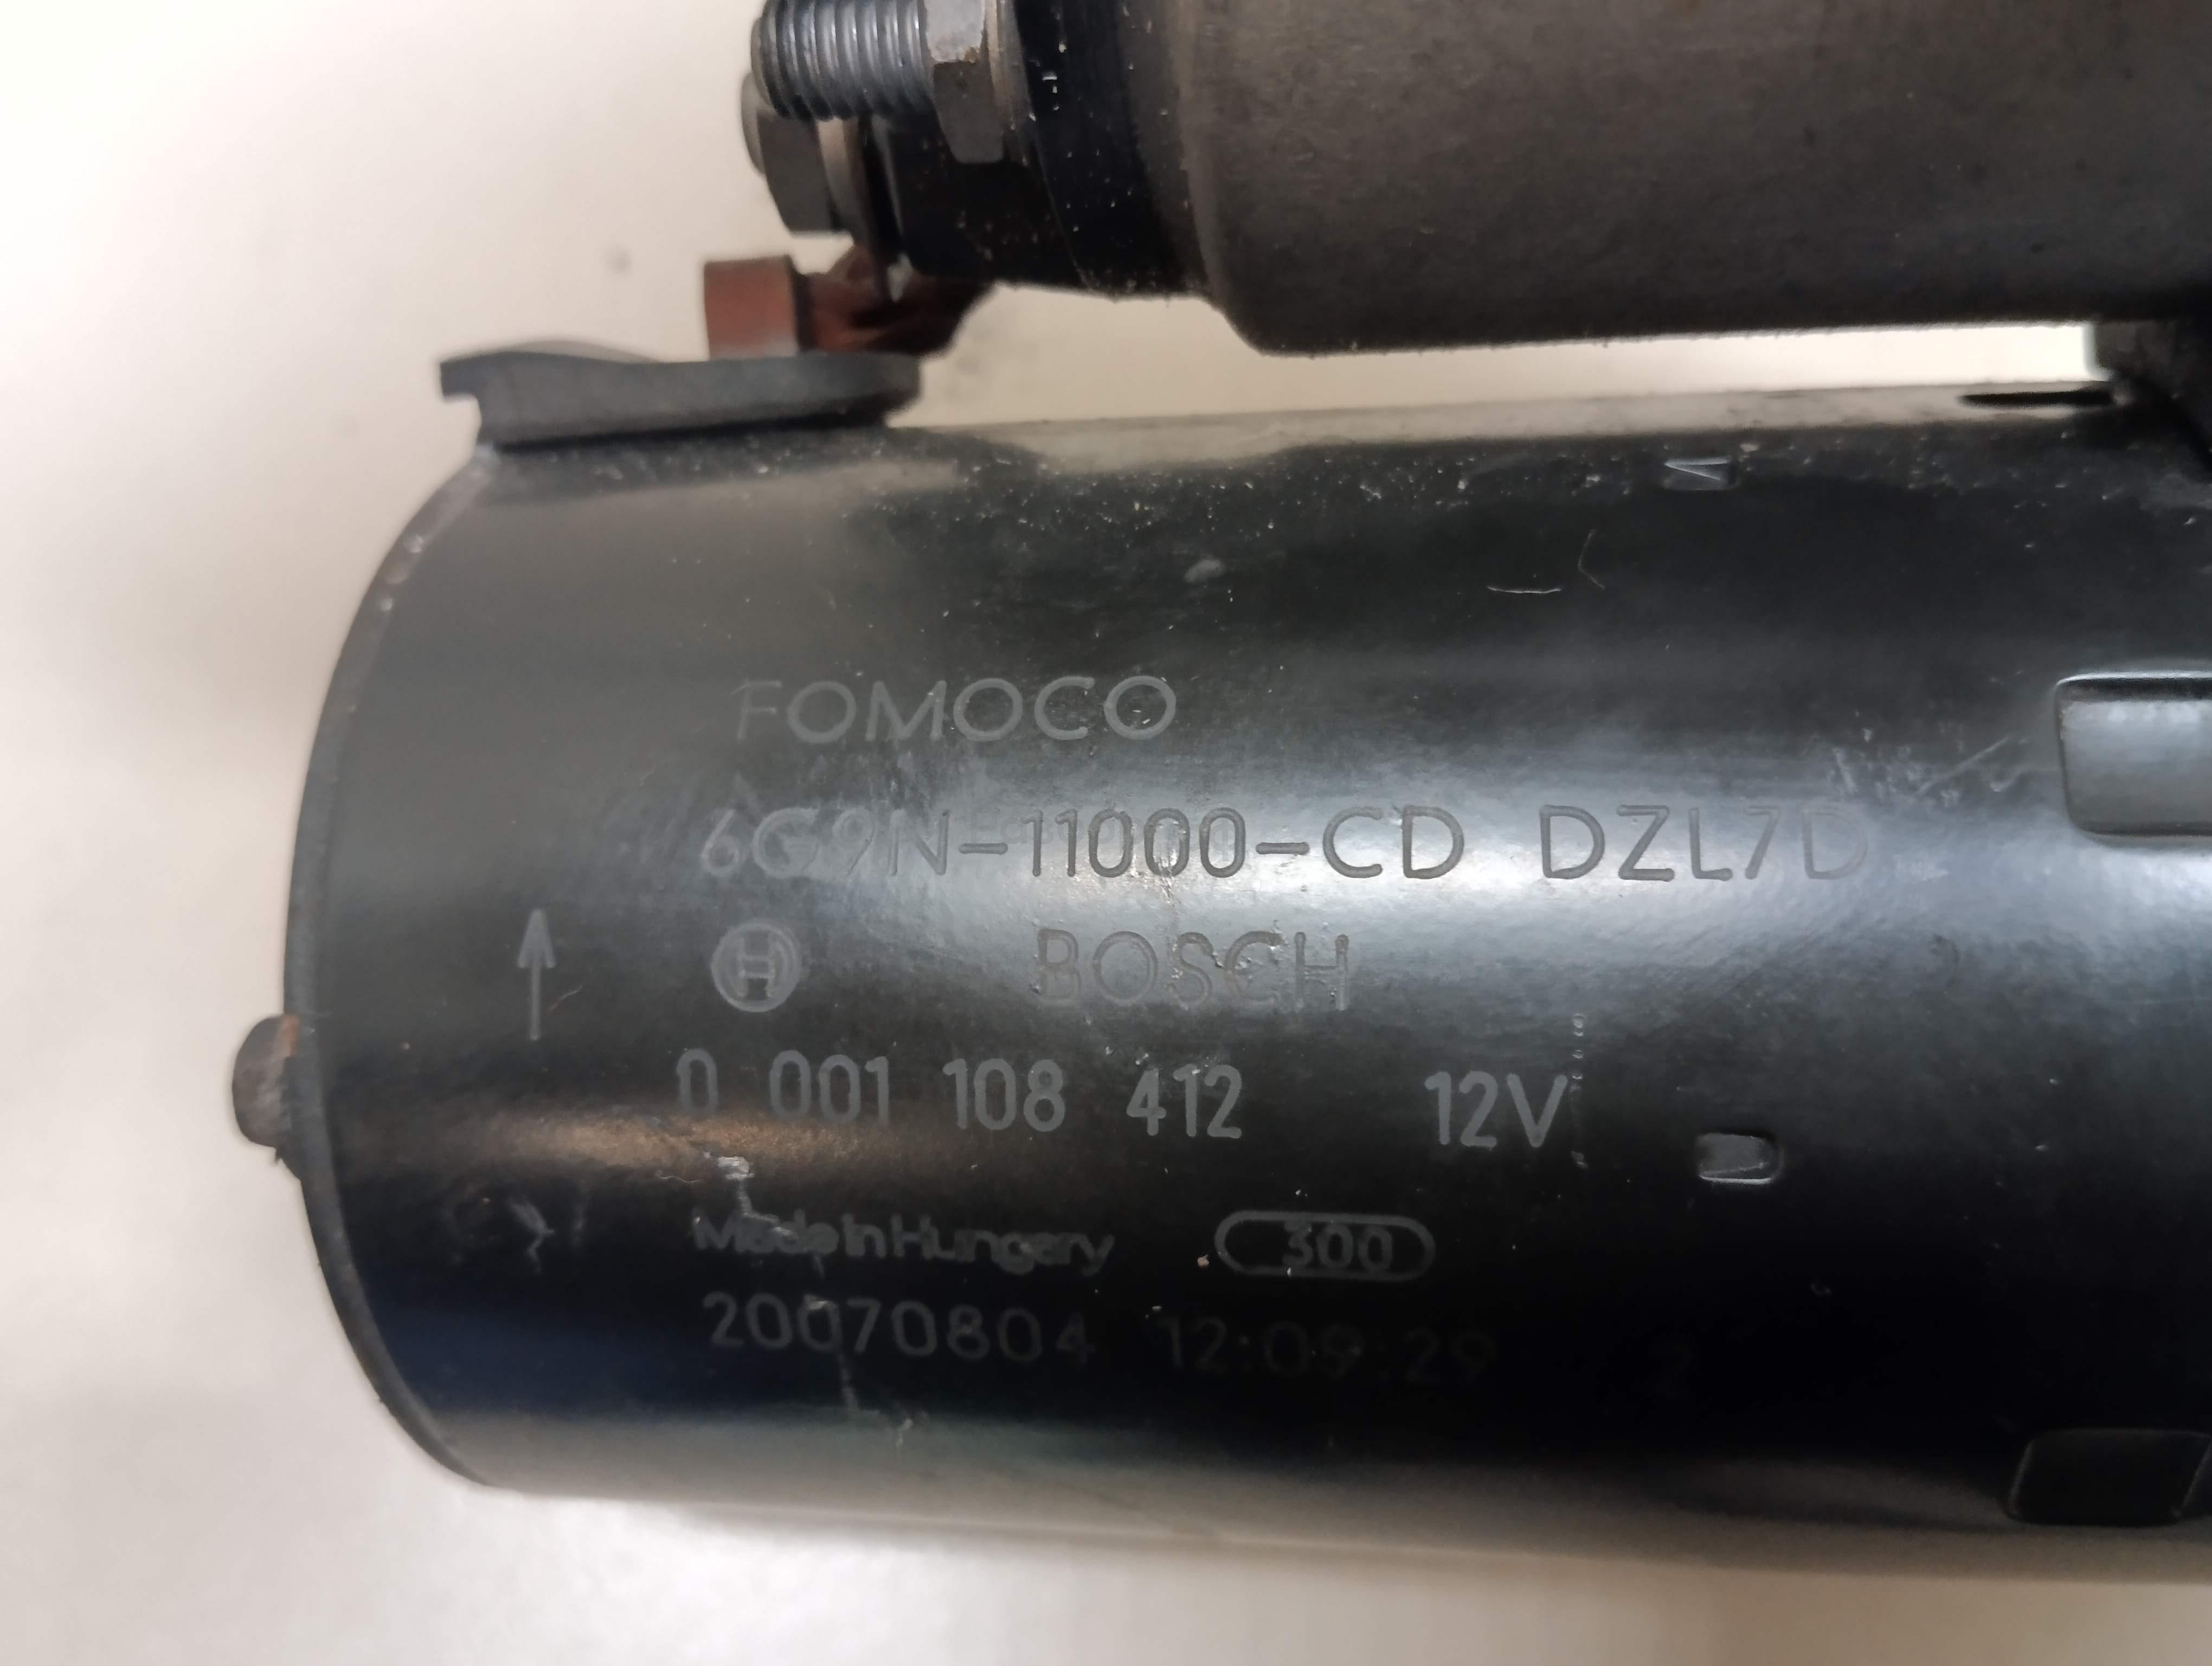 FOMOCO
6G9N-11000-CD DZL7D
BOSCH
0 001 108 412 12V
Made in Hungary 300
20070804 12:09:29